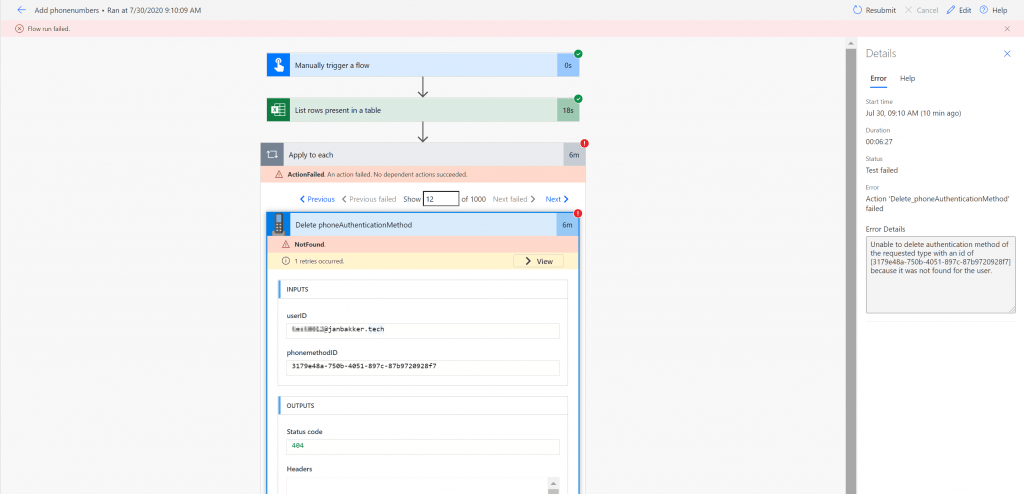 Add phonenumbers • Ran at 7/30/2020 9:10:09 AM
Resubmit Cancel Edit Help
Flow run failed.
Manually trigger a flow 0s
List rows present in a table 18s
Apply to each 6m
ActionFailed. An action failed. No dependent actions succeeded.
Previous Previous failed Show 12 of 1000 Next failed Next
Delete phoneAuthenticationMethod 6m
NotFound.
1 retries occurred. View
INPUTS
userID
@janbakker.tech
phonemethodID
3179e48a-750b-4051-897c-87b9720928f7
OUTPUTS
Status code
404
Headers
Details
Error Help
Start time
Jul 30, 09:10 AM (10 min ago)
Duration
00:06:27
Status
Test failed
Error
Action 'Delete_phoneAuthenticationMethod'
failed
Error Details
Unable to delete authentication method of
the requested type with an id of
[3179e48a-750b-4051-897c-87b9720928f7]
because it was not found for the user.